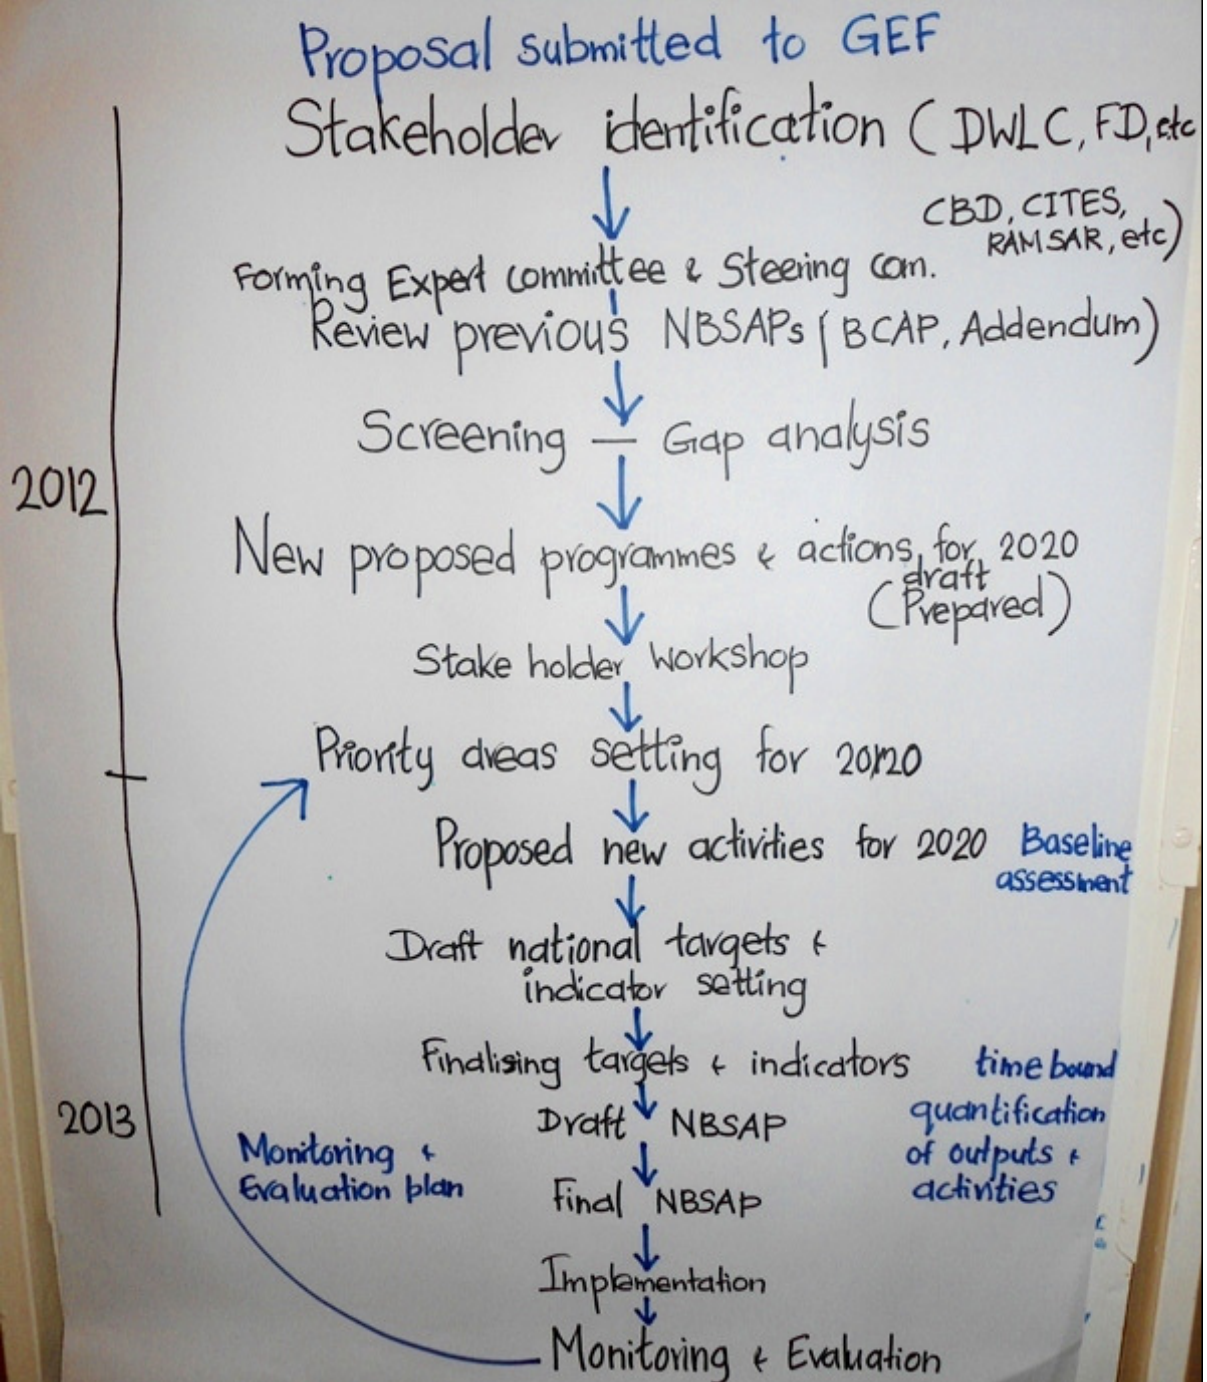 Proposal submitted to GEF
Stakeholder identification (DWLC, FD, etc
CBD, CITES,
RAMSAR, etc)
Forming Expert committee & Steering com.
Review previous NBSAPs (BCAP, Addendum)
Screening — Gap analysis
2012
New proposed programmes & actions, for 2020
draft
(Prepared)
Stake holder Workshop
Priority areas setting for 2020
Proposed new activities for 2020 Baseline
assessment
Draft national targets &
indicator setting
Finalising targets & indicators time bound
2013 Draft NBSAP quantification
Monitoring & of outputs &
Evaluation plan Final NBSAP activities
Implementation
Monitoring & Evaluation